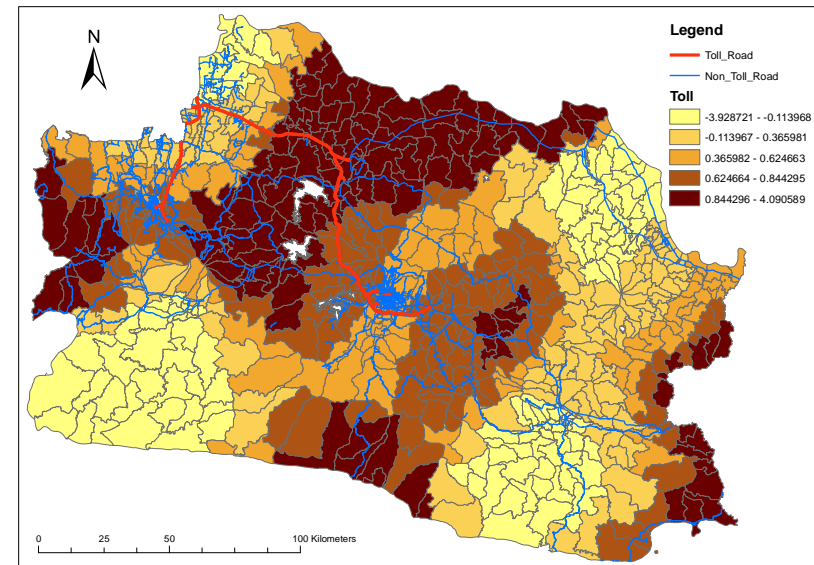 N
Legend
Toll_Road
Non_Toll_Road
Toll
-3.928721 - -0.113968
-0.113967 - 0.365981
0.365982 - 0.624663
0.624664 - 0.844295
0.844296 - 4.090589
0 25 50 100 Kilometers